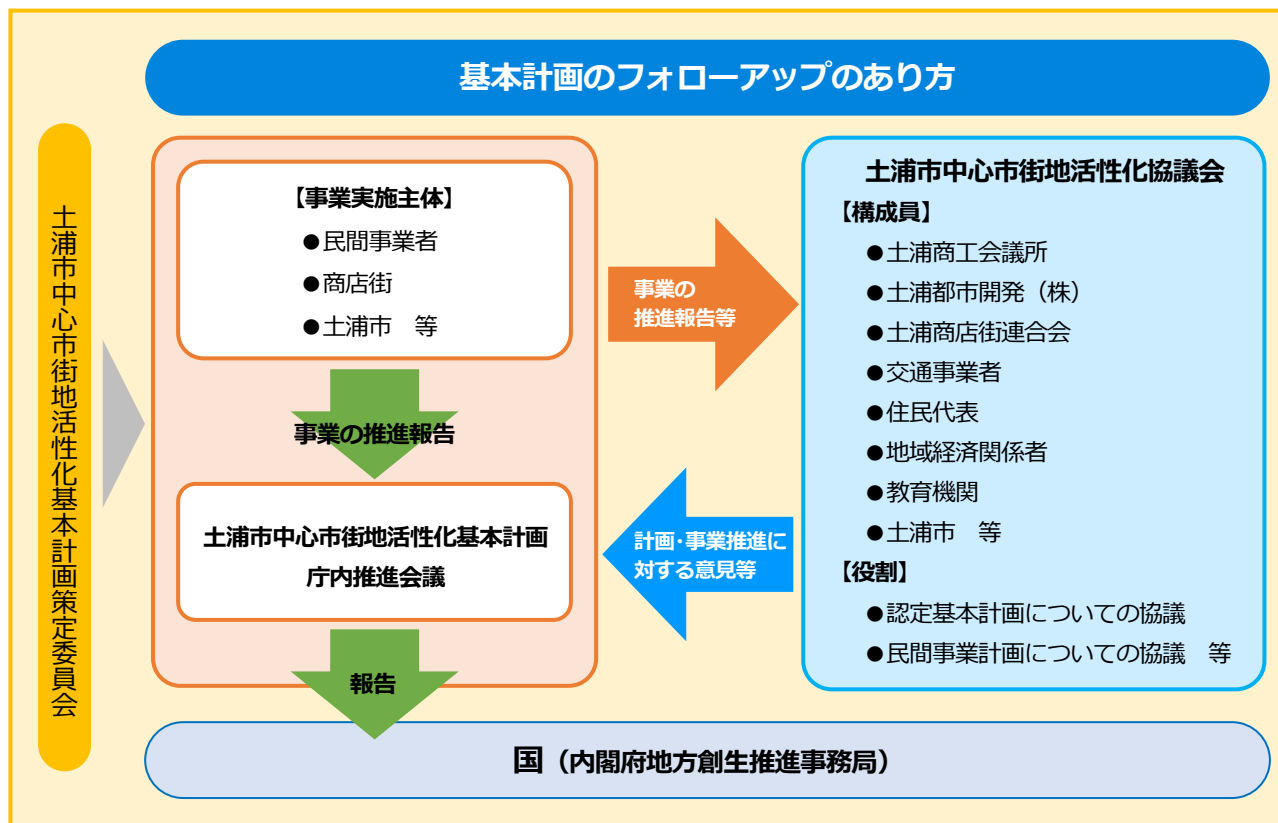 基本計画のフォローアップのあり方
土浦市中心市街地活性化基本計画策定委員会
【事業実施主体】
●民間事業者
●商店街
●土浦市　等
事業の推進報告
土浦市中心市街地活性化基本計画
庁内推進会議
報告
事業の
推進報告等
計画・事業推進に
対する意見等
土浦市中心市街地活性化協議会
【構成員】
●土浦商工会議所
●土浦都市開発（株）
●土浦商店街連合会
●交通事業者
●住民代表
●地域経済関係者
●教育機関
●土浦市　等
【役割】
●認定基本計画についての協議
●民間事業計画についての協議　等
国（内閣府地方創生推進事務局）